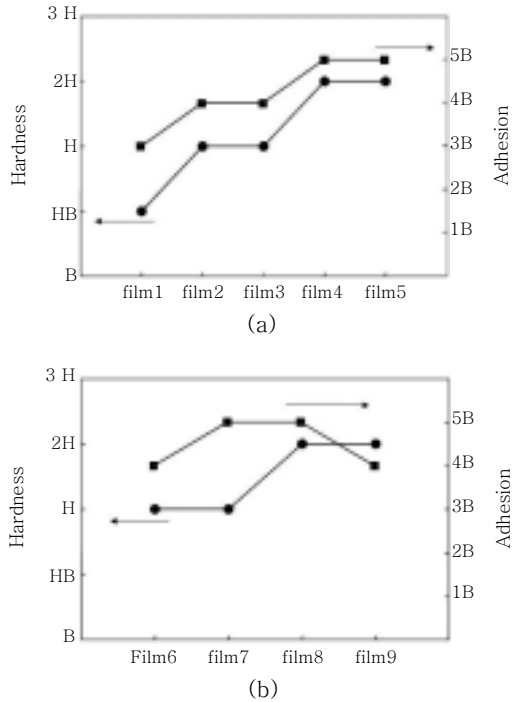 3 H
2H
H
HB
B
Hardness
5B
4B
3B
2B
1B
Adhesion
film1 film2 film3 film4 film5
(a)
3 H
2H
H
HB
B
Hardness
5B
4B
3B
2B
1B
Adhesion
Film6 film7 film8 film9
(b)